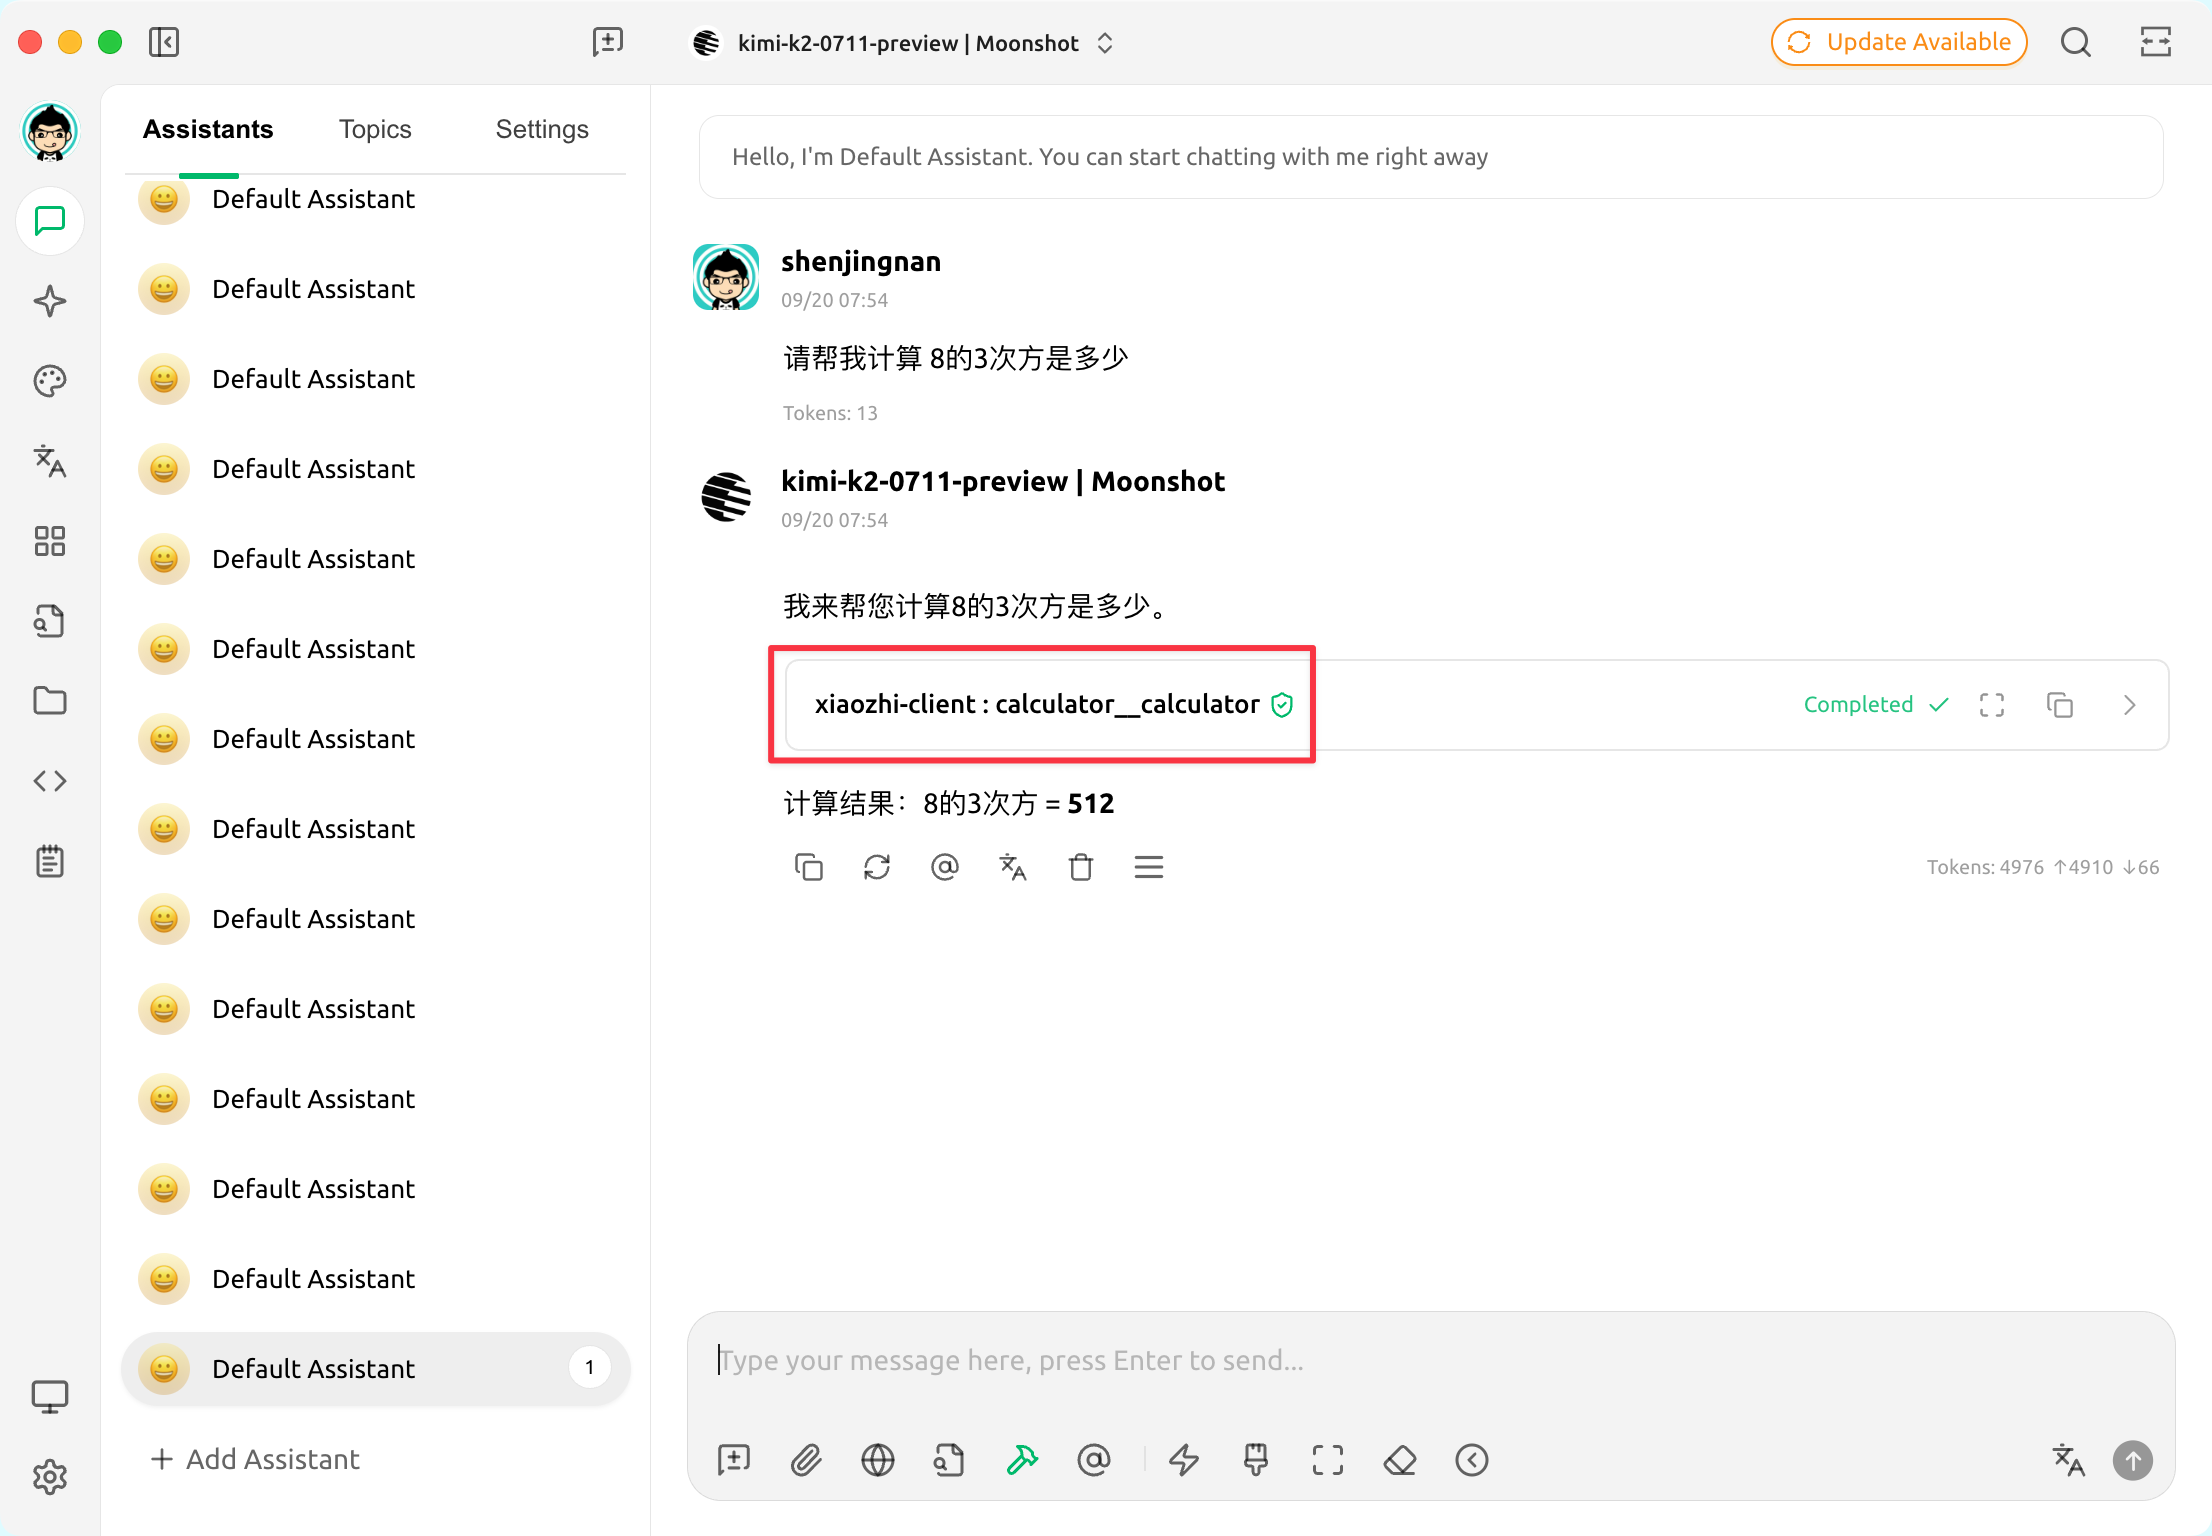 kimi-k2-0711-preview | Moonshot
Update Available
Assistants
Topics
Settings
Default Assistant
Default Assistant
Default Assistant
Default Assistant
Default Assistant
Default Assistant
Default Assistant
Default Assistant
Default Assistant
Default Assistant
Default Assistant
Default Assistant
Default Assistant
Default Assistant
1
Add Assistant
Hello, I'm Default Assistant. You can start chatting with me right away
shenjingnan
09/20 07:54
请帮我计算 8的3次方是多少
Tokens: 13
kimi-k2-0711-preview | Moonshot
09/20 07:54
我来帮您计算8的3次方是多少。
xiaozhi-client : calculator__calculator
Completed
计算结果：8的3次方 = 512
Tokens: 4976 ↑4910 ↓66
Type your message here, press Enter to send...